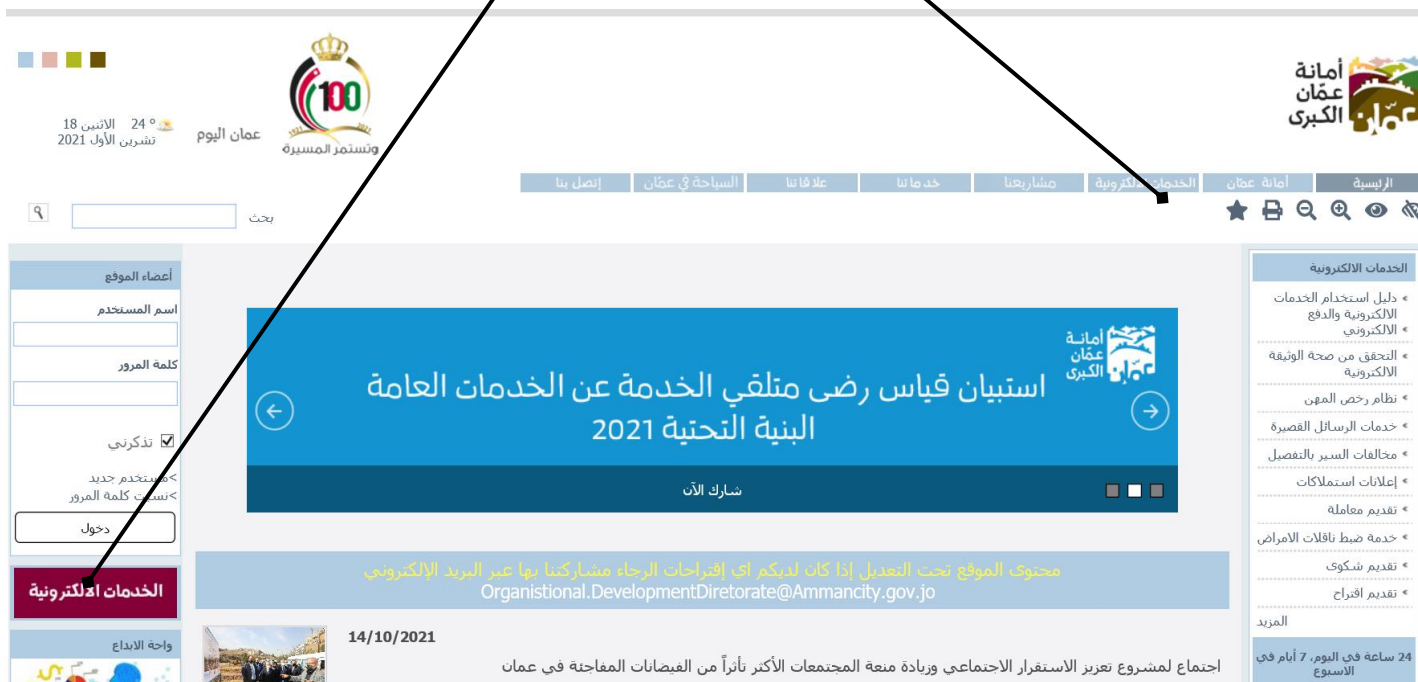 أمانة
عمّان
الكبرى
100
1921 2021
وتستمر المسيرة
عمان اليوم
24 ° الاثنين 18
تشرين الأول 2021
الرئيسية
أمانة عمّان
الخدمات الالكترونية
مشاريعنا
خدماتنا
علاقاتنا
السياحة في عمّان
إتصل بنا
بحث
الخدمات الالكترونية
دليل استخدام الخدمات
الالكترونية والدفع
الالكتروني
التحقق من صحة الوثيقة
الالكترونية
نظام رخص المهن
خدمات الرسائل القصيرة
مخالفات السير بالتفصيل
إعلانات استملاكات
تقديم معاملة
خدمة ضبط ناقلات الامراض
تقديم شكوى
تقديم اقتراح
المزيد
24 ساعة في اليوم، 7 أيام في
الاسبوع
أمانة
عمّان
الكبرى
استبيان قياس رضى متلقي الخدمة عن الخدمات العامة
البنية التحتية 2021
شارك الآن
محتوى الموقع تحت التعديل إذا كان لديكم اي إقتراحات الرجاء مشاركتنا بها عبر البريد الإلكتروني
Organistional.DevelopmentDiretorate@Ammancity.gov.jo
14/10/2021
اجتماع لمشروع تعزيز الاستقرار الاجتماعي وزيادة منعة المجتمعات الأكثر تأثراً من الفيضانات المفاجئة في عمان
أعضاء الموقع
اسم المستخدم
كلمة المرور
تذكرني
>مستخدم جديد
>نسيت كلمة المرور
دخول
الخدمات الالكترونية
واحة الابداع